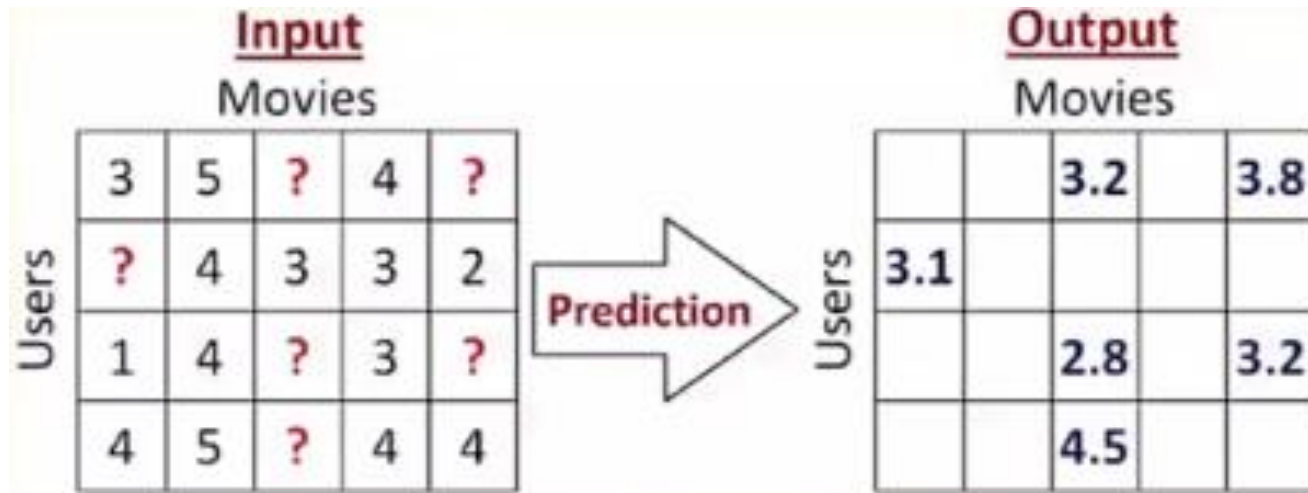 Input
Movies
Users
3 5 ? 4 ?
? 4 3 3 2
1 4 ? 3 ?
4 5 ? 4 4
Prediction
Output
Movies
Users
3.2 3.8
3.1
2.8 3.2
4.5